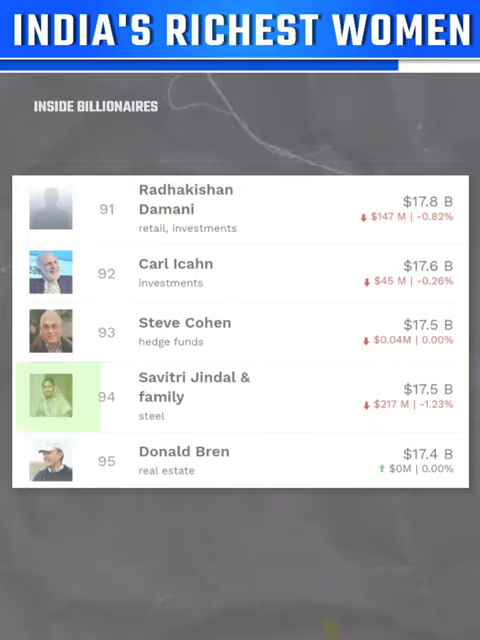 INDIA'S RICHEST WOMEN
INSIDE BILLIONAIRES
91
Radhakishan
Damani
retail, investments
$17.8 B
$147 M | -0.82%
92
Carl Icahn
investments
$17.6 B
$45 M | -0.26%
93
Steve Cohen
hedge funds
$17.5 B
$0.04M | 0.00%
94
Savitri Jindal &
family
steel
$17.5 B
$217 M | -1.23%
95
Donald Bren
real estate
$17.4 B
$0M | 0.00%